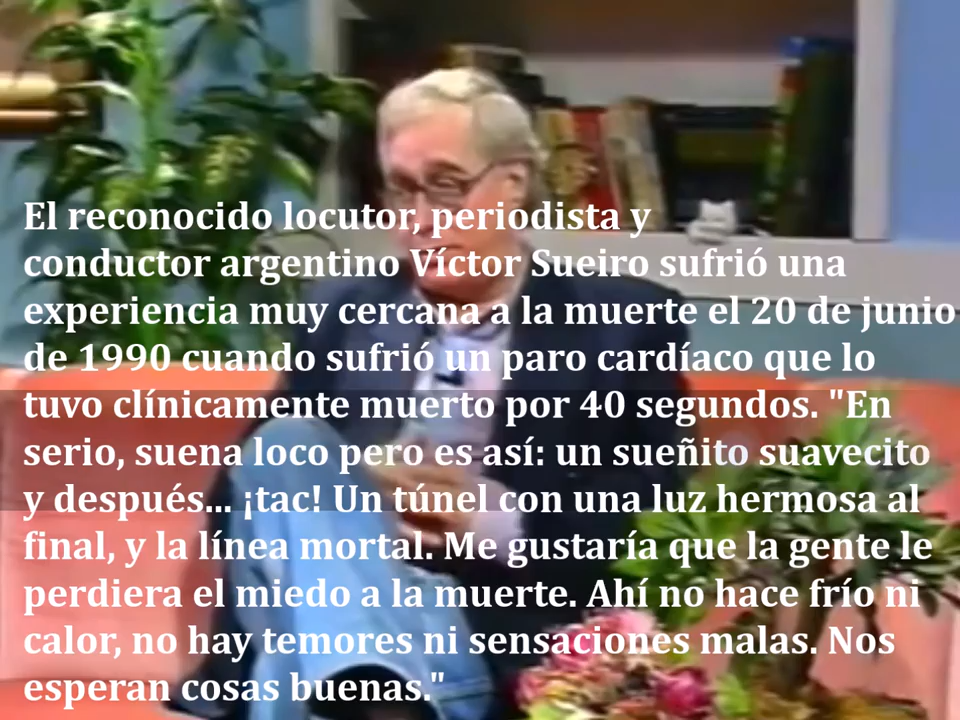 El reconocido locutor, periodista y
conductor argentino Víctor Sueiro sufrió una
experiencia muy cercana a la muerte el 20 de junio
de 1990 cuando sufrió un paro cardíaco que lo
tuvo clínicamente muerto por 40 segundos. "En
serio, suena loco pero es así: un sueñito suavecito
y después... ¡tac! Un túnel con una luz hermosa al
final, y la línea mortal. Me gustaría que la gente le
perdiera el miedo a la muerte. Ahí no hace frío ni
calor, no hay temores ni sensaciones malas. Nos
esperan cosas buenas."